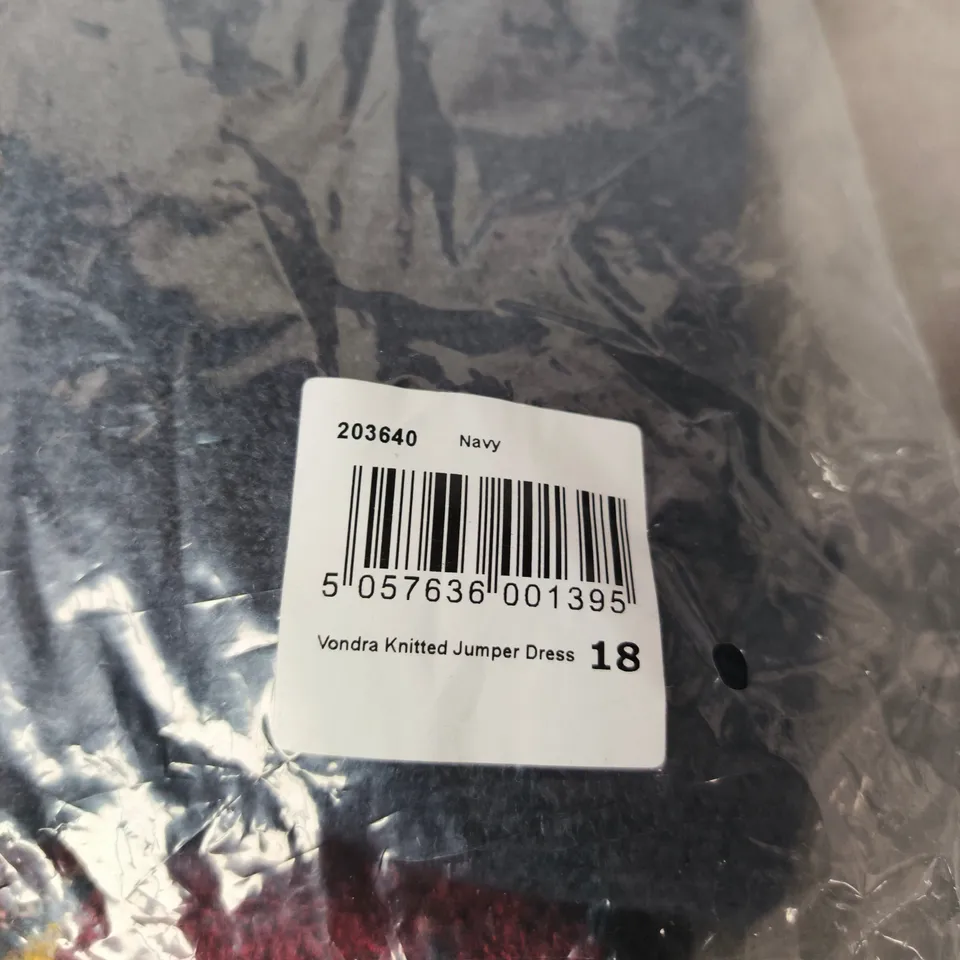 203640 Navy
5 057636 001395
Vondra Knitted Jumper Dress 18